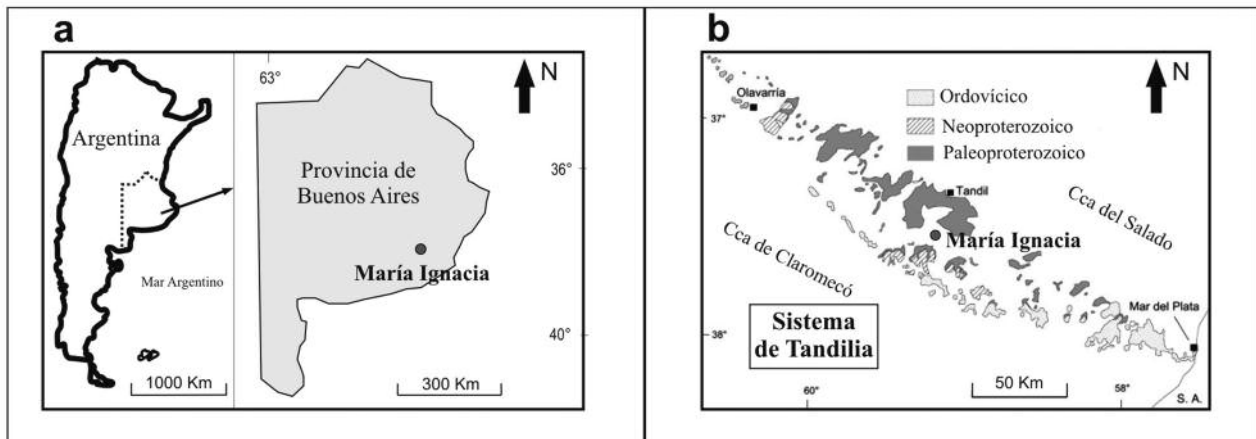 a
N
63°
Argentina
Provincia de
Buenos Aires
36°
María Ignacia
Mar Argentino
40°
1000 Km
300 Km
b
N
Olavarría
37°
Ordovícico
Neoproterozoico
Paleoproterozoico
Tandil
Cca del Salado
María Ignacia
Cca de Claromecó
Mar del Plata
38°
Sistema
de Tandilia
50 Km
60°
58°
S. A.